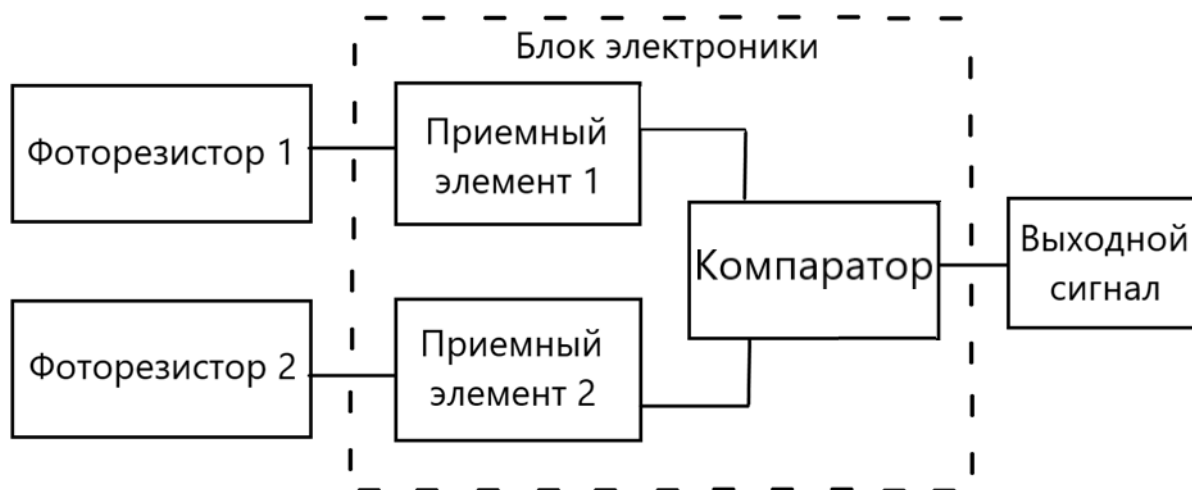 Блок электроники
Фоторезистор 1
Приемный
элемент 1
Компаратор
Выходной
сигнал
Фоторезистор 2
Приемный
элемент 2